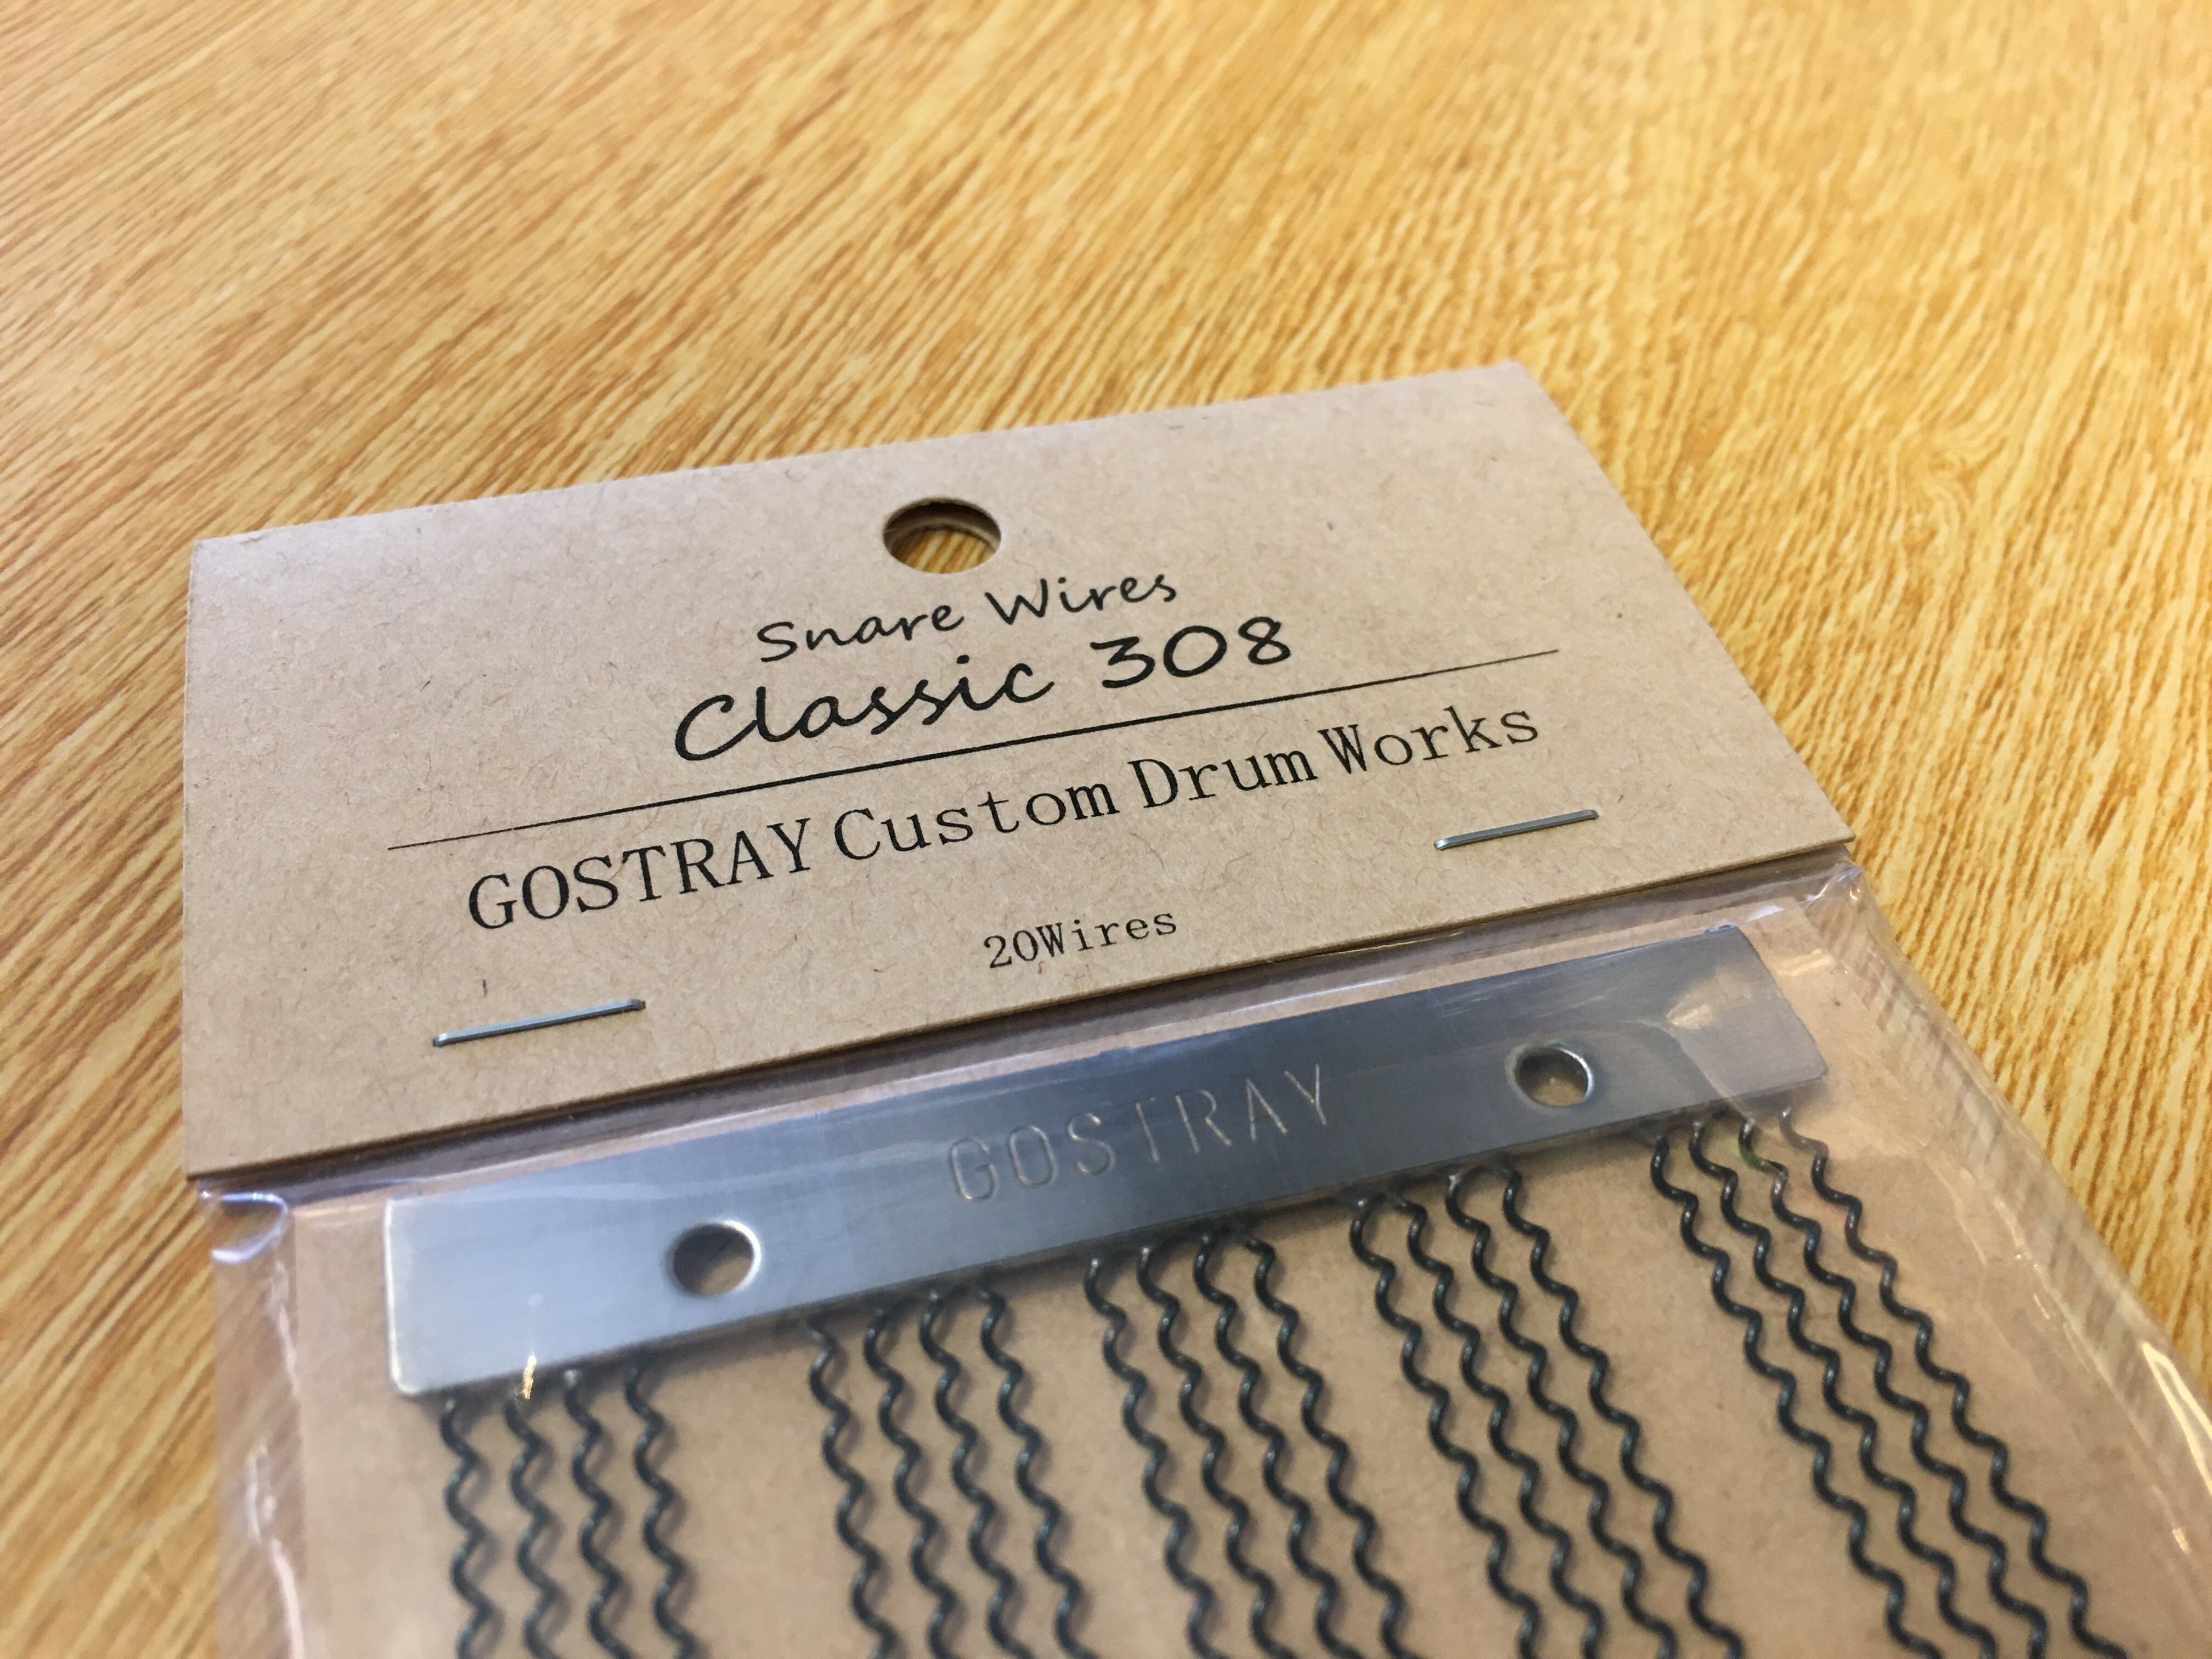 Snare Wires
Classic 308
GOSTRAY Custom Drum Works
20Wires
GOSTRAY